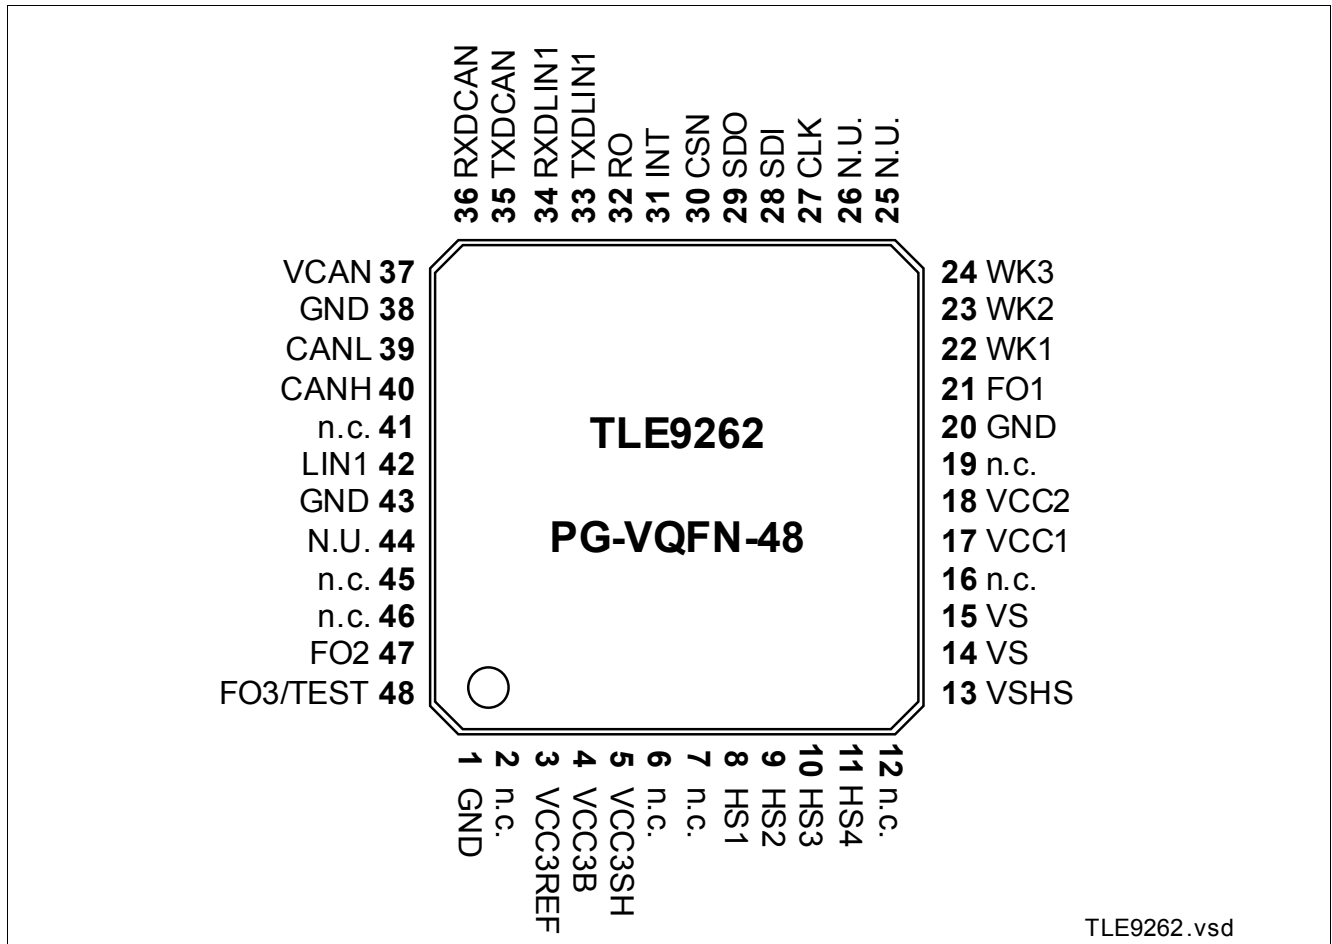 36 RXDCAN
35 TXDCAN
34 RXDLIN1
33 TXDLIN1
32 RO
31 INT
30 CSN
29 SDO
28 SDI
27 CLK
26 N.U.
25 N.U.
VCAN 37
GND 38
CANL 39
CANH 40
n.c. 41
LIN1 42
GND 43
N.U. 44
n.c. 45
n.c. 46
FO2 47
FO3/TEST 48
TLE9262
PG-VQFN-48
24 WK3
23 WK2
22 WK1
21 FO1
20 GND
19 n.c.
18 VCC2
17 VCC1
16 n.c.
15 VS
14 VS
13 VSHS
1 GND
2 n.c.
3 VCC3REF
4 VCC3B
5 VCC3SH
6 n.c.
7 n.c.
8 HS1
9 HS2
10 HS3
11 HS4
12 n.c.
TLE9262.vsd